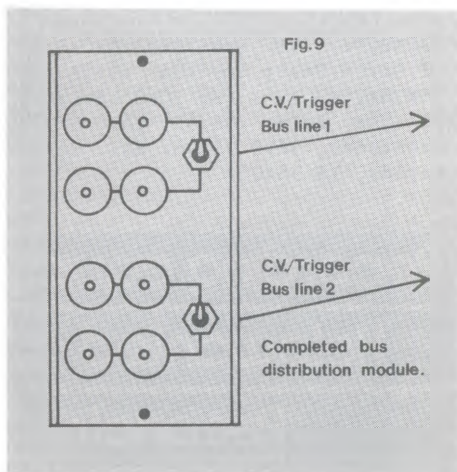 Fig.9
C.V./Trigger
Bus line 1
C.V./Trigger
Bus line 2
Completed bus
distribution module.